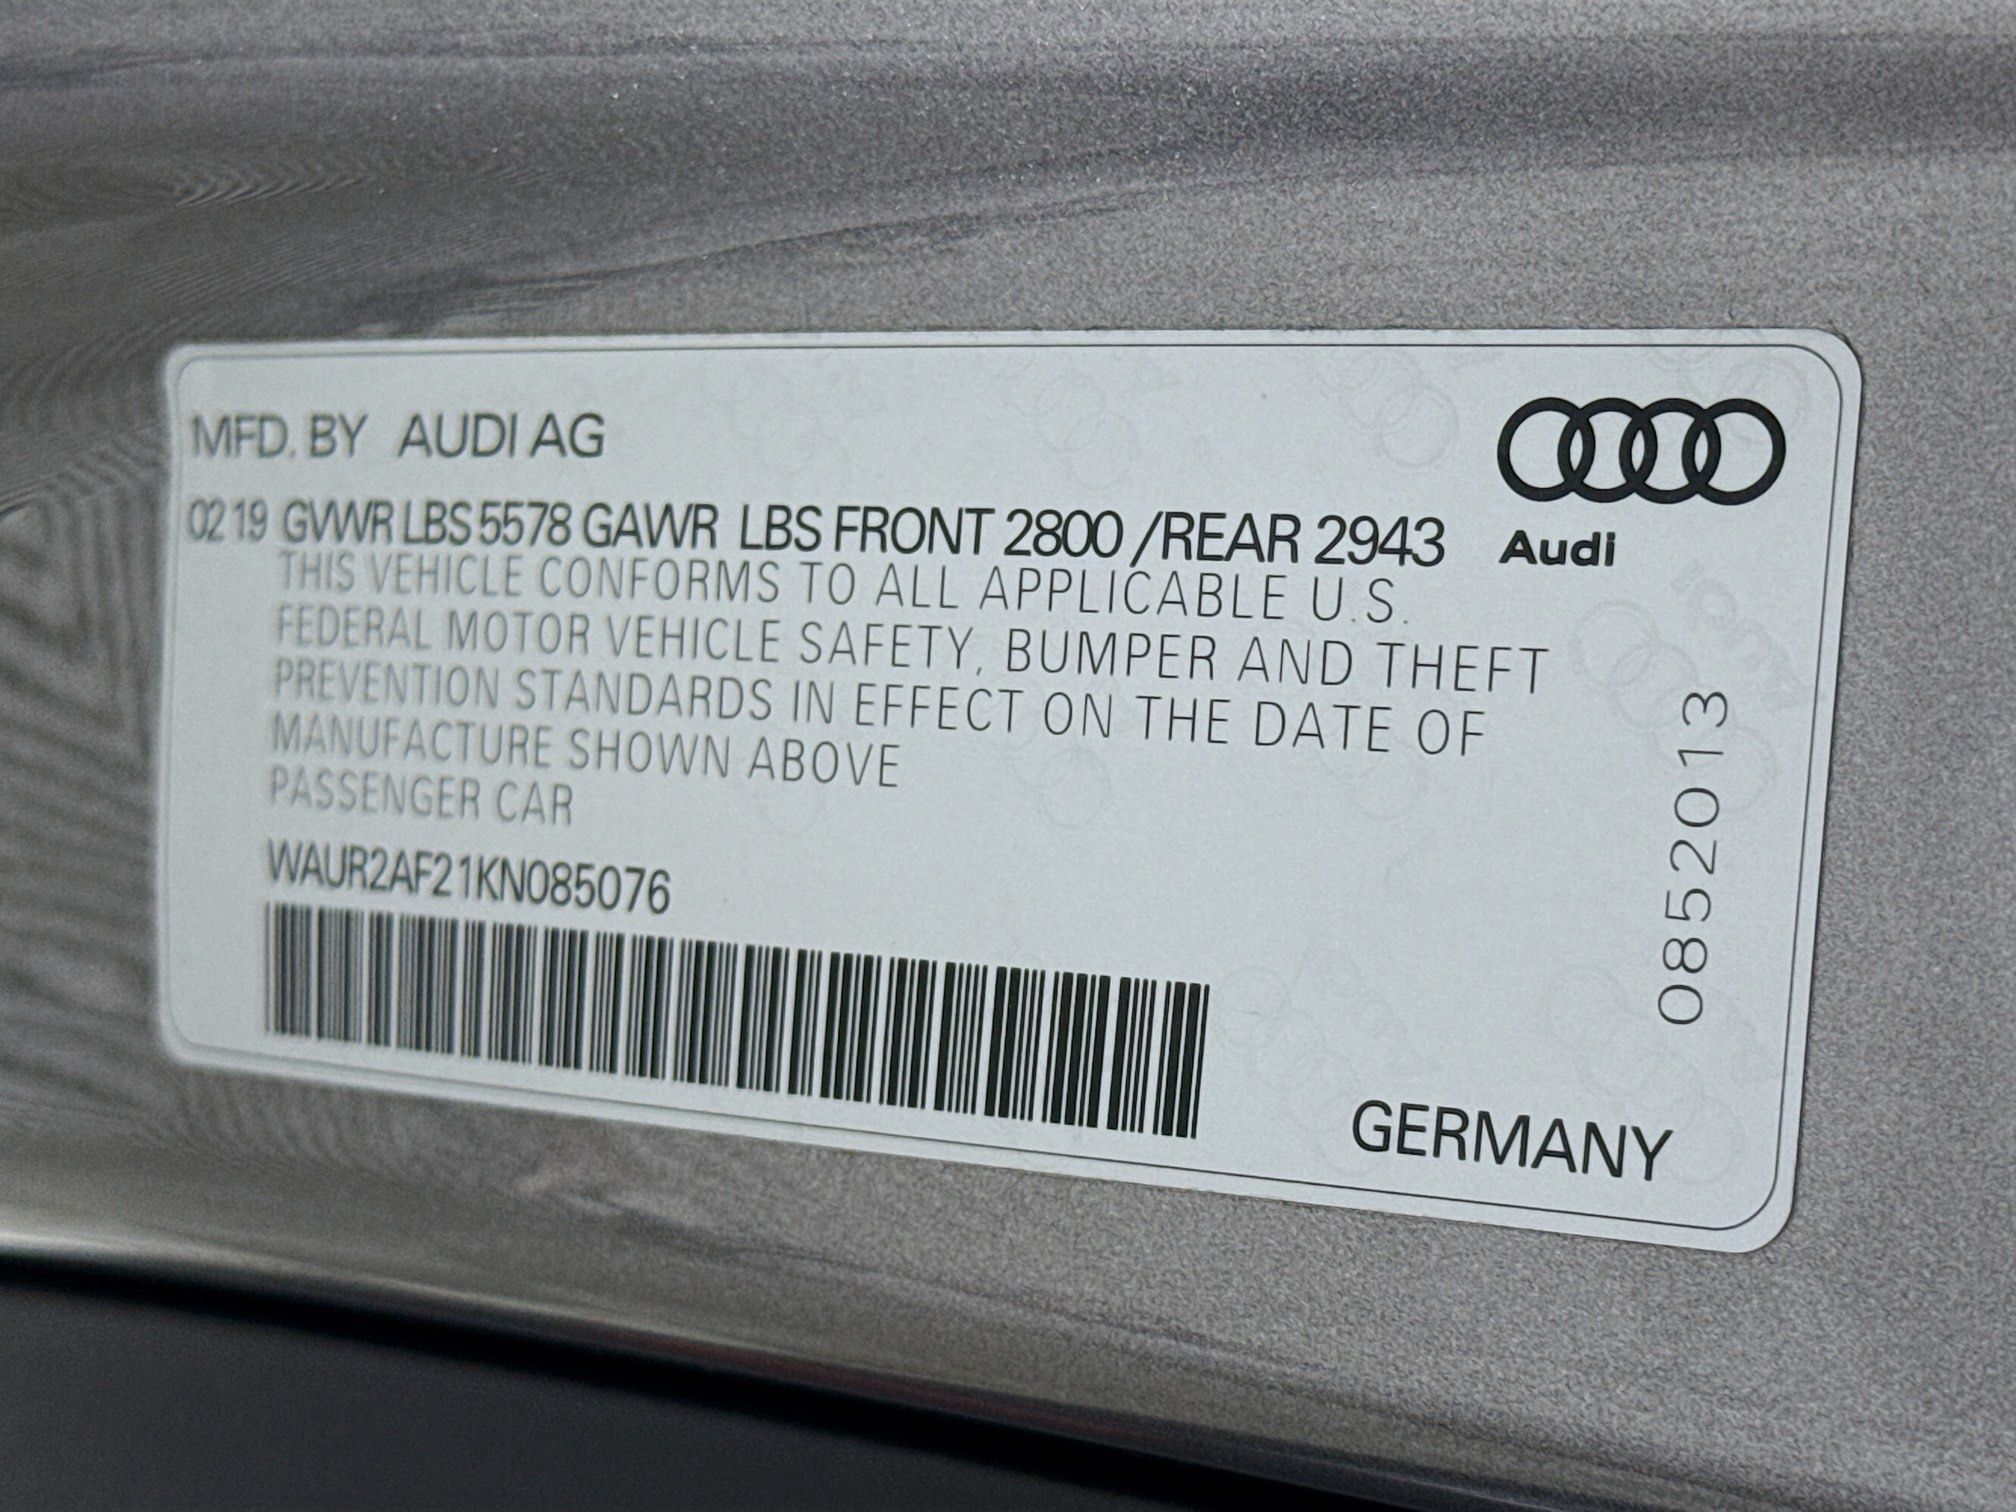 MFD. BY AUDI AG
02 19 GVWR LBS 5578 GAWR LBS FRONT 2800 /REAR 2943
Audi
THIS VEHICLE CONFORMS TO ALL APPLICABLE U.S.
FEDERAL MOTOR VEHICLE SAFETY, BUMPER AND THEFT
PREVENTION STANDARDS IN EFFECT ON THE DATE OF
MANUFACTURE SHOWN ABOVE
PASSENGER CAR
WAUR2AF21KN085076
0852013
GERMANY